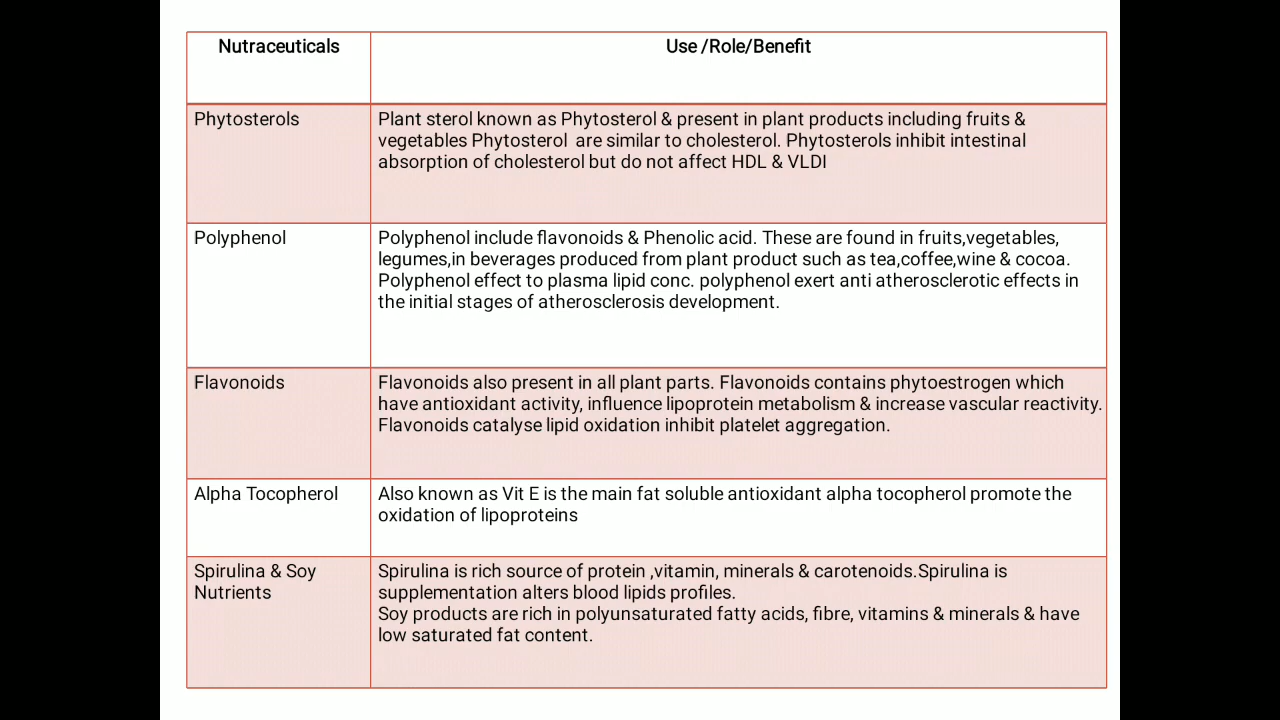 Nutraceuticals
Use /Role/Benefit
Phytosterols
Plant sterol known as Phytosterol & present in plant products including fruits &
vegetables Phytosterol  are similar to cholesterol. Phytosterols inhibit intestinal
absorption of cholesterol but do not affect HDL & VLDI
Polyphenol
Polyphenol include flavonoids & Phenolic acid. These are found in fruits,vegetables,
legumes,in beverages produced from plant product such as tea,coffee,wine & cocoa.
Polyphenol effect to plasma lipid conc. polyphenol exert anti atherosclerotic effects in
the initial stages of atherosclerosis development.
Flavonoids
Flavonoids also present in all plant parts. Flavonoids contains phytoestrogen which
have antioxidant activity, influence lipoprotein metabolism & increase vascular reactivity.
Flavonoids catalyse lipid oxidation inhibit platelet aggregation.
Alpha Tocopherol
Also known as Vit E is the main fat soluble antioxidant alpha tocopherol promote the
oxidation of lipoproteins
Spirulina & Soy
Nutrients
Spirulina is rich source of protein ,vitamin, minerals & carotenoids.Spirulina is
supplementation alters blood lipids profiles.
Soy products are rich in polyunsaturated fatty acids, fibre, vitamins & minerals & have
low saturated fat content.